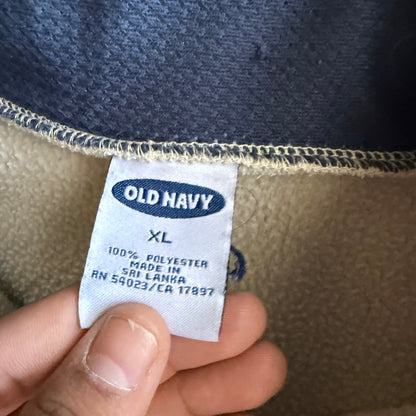 OLD NAVY
XL
100% POLYESTER
MADE IN
SRI LANKA
RN 54023/CA 17897